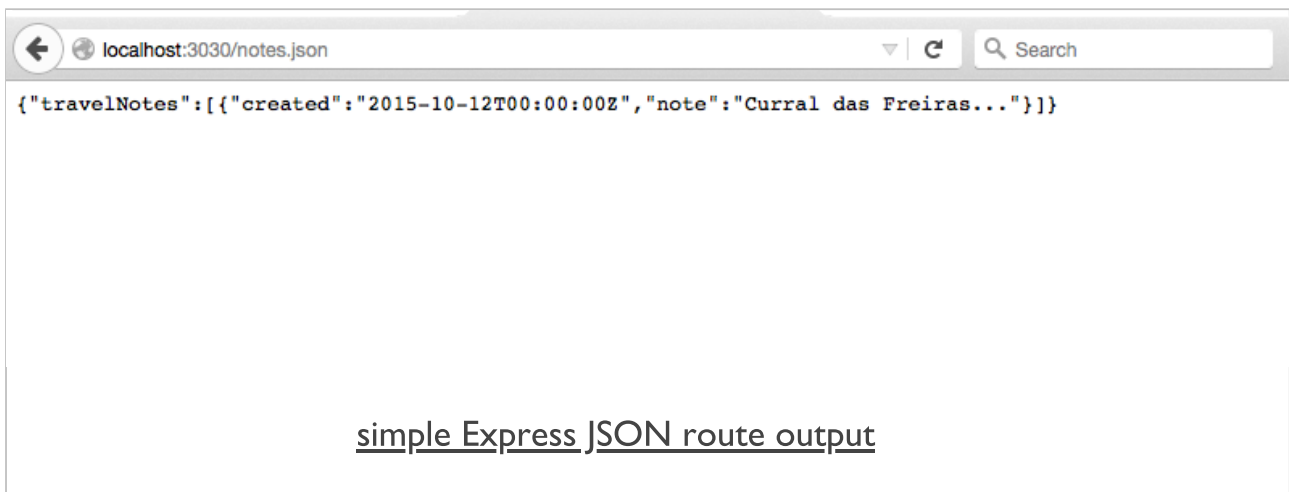 localhost:3030/notes.json
Search
{"travelNotes":[{"created":"2015-10-12T00:00:00Z","note":"Curral das Freiras..."}]}
simple Express JSON route output